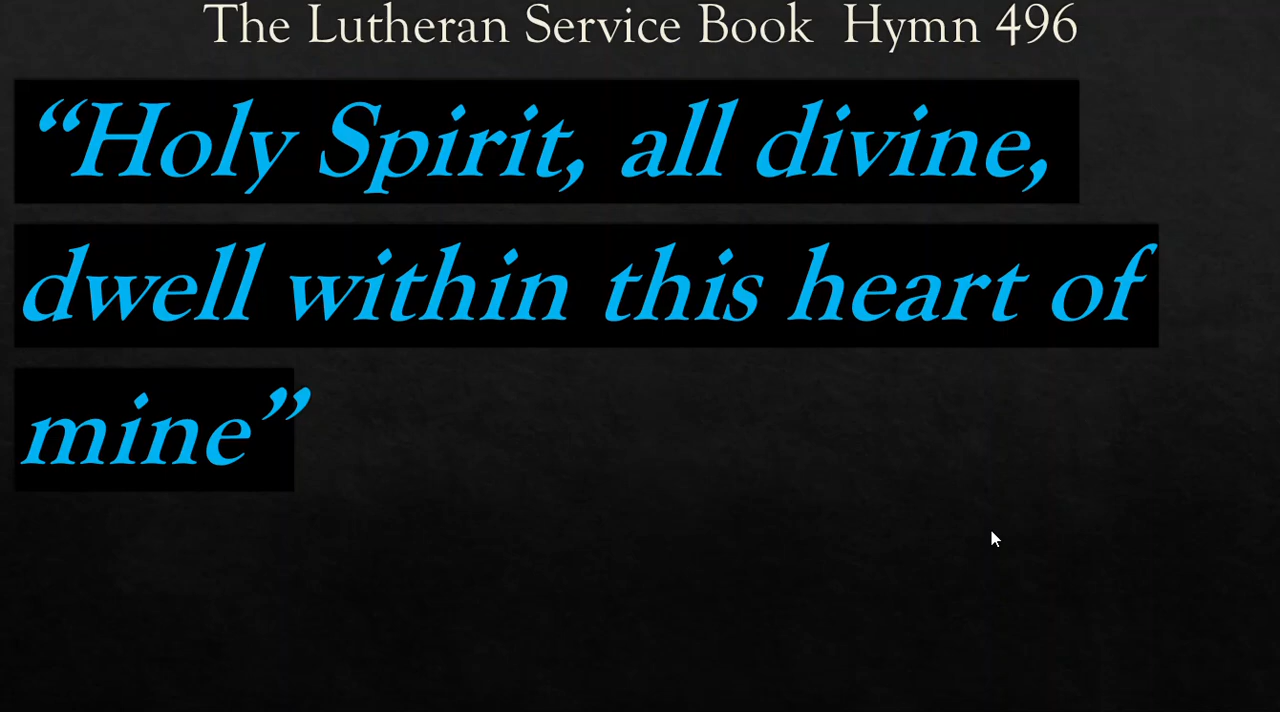 The Lutheran Service Book  Hymn 496
“Holy Spirit, all divine,
dwell within this heart of
mine”